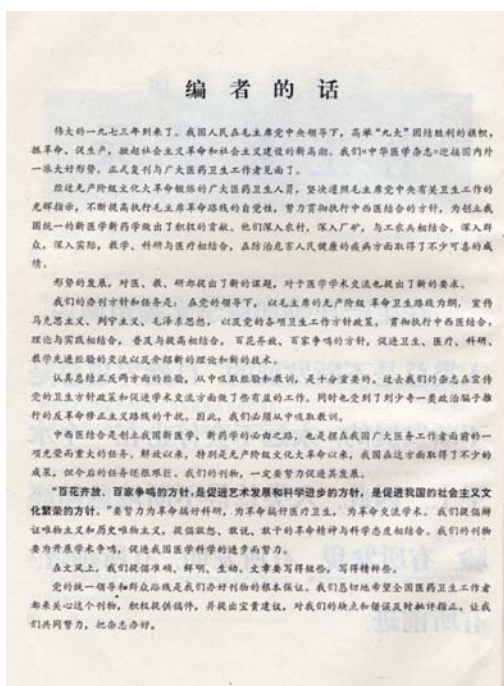 编者的话
伟大的一九七三年到来了。我国人民在毛主席党中央领导下，高举“九大”团结胜利的旗帜，
抓革命、促生产，掀起社会主义革命和社会主义建设的新高潮。我们《中华医学杂志》迎接国内外
一派大好形势，正式复刊与广大医药卫生工作者见面了。
经过无产阶级文化大革命锻炼的广大医药卫生人员，坚决遵照毛主席党中央有关卫生工作的
光辉指示，不断提高执行毛主席革命路线的自觉性，努力贯彻执行中西医结合的方针，为创立我
国统一的新医学新药学做出了积极的贡献。他们深入农村，深入厂矿，与工农兵相结合，深入群
众，深入实际，教学、科研与医疗相结合，在防治危害人民健康的疾病方面取得了不少可喜的成
绩。
形势的发展，对医、教、研都提出了新的课题，对于医学学术交流也提出了新的要求。
我们的办刊方针和任务是：在党的领导下，以毛主席的无产阶级革命卫生路线为纲，宣传
马克思主义、列宁主义、毛泽东思想，以及党的各项卫生工作方针政策，贯彻执行中西医结合，
理论与实践相结合，普及与提高相结合，百花齐放、百家争鸣的方针，促进卫生、医疗、科研、
教学先进经验的交流以及介绍新的理论和新的技术。
认真总结正反两方面的经验，从中吸取经验和教训，是十分重要的。过去我们的杂志在宣传
党的卫生方针政策和促进学术交流方面做了些有益的工作。同时也受到了刘少奇一类政治骗子推
行的反革命修正主义路线的干扰。因此，我们必须从中吸取教训。
中西医结合是创立我国新医学、新药学的必由之路，也是摆在我国广大医务工作者面前的一
项光荣而重大的任务。解放以来，特别是无产阶级文化大革命以来，我国在这方面取得了不少的
成果，但今后的任务还很艰巨。我们的刊物，一定要努力促进其发展。
“百花齐放、百家争鸣的方针，是促进艺术发展和科学进步的方针，是促进我国的社会主义文
化繁荣的方针。”要努力为革命搞好科研，为革命搞好医疗卫生，为革命交流学术。我们提倡辩
证唯物主义和历史唯物主义，提倡敢想、敢说、敢干的革命精神与科学态度相结合。我们的刊物
要为开展学术争鸣，促进我国医学科学的进步而努力。
在文风上，我们提倡准确、鲜明、生动，文章要写得短些，写得精粹些。
党的统一领导和群众路线是我们办好刊物的根本保证。我们恳切地希望全国医药卫生工作者
都来关心这个刊物，积极提供稿件，并提出宝贵建议，对我们的缺点和错误及时批评指正。让我
们共同努力，把杂志办好。